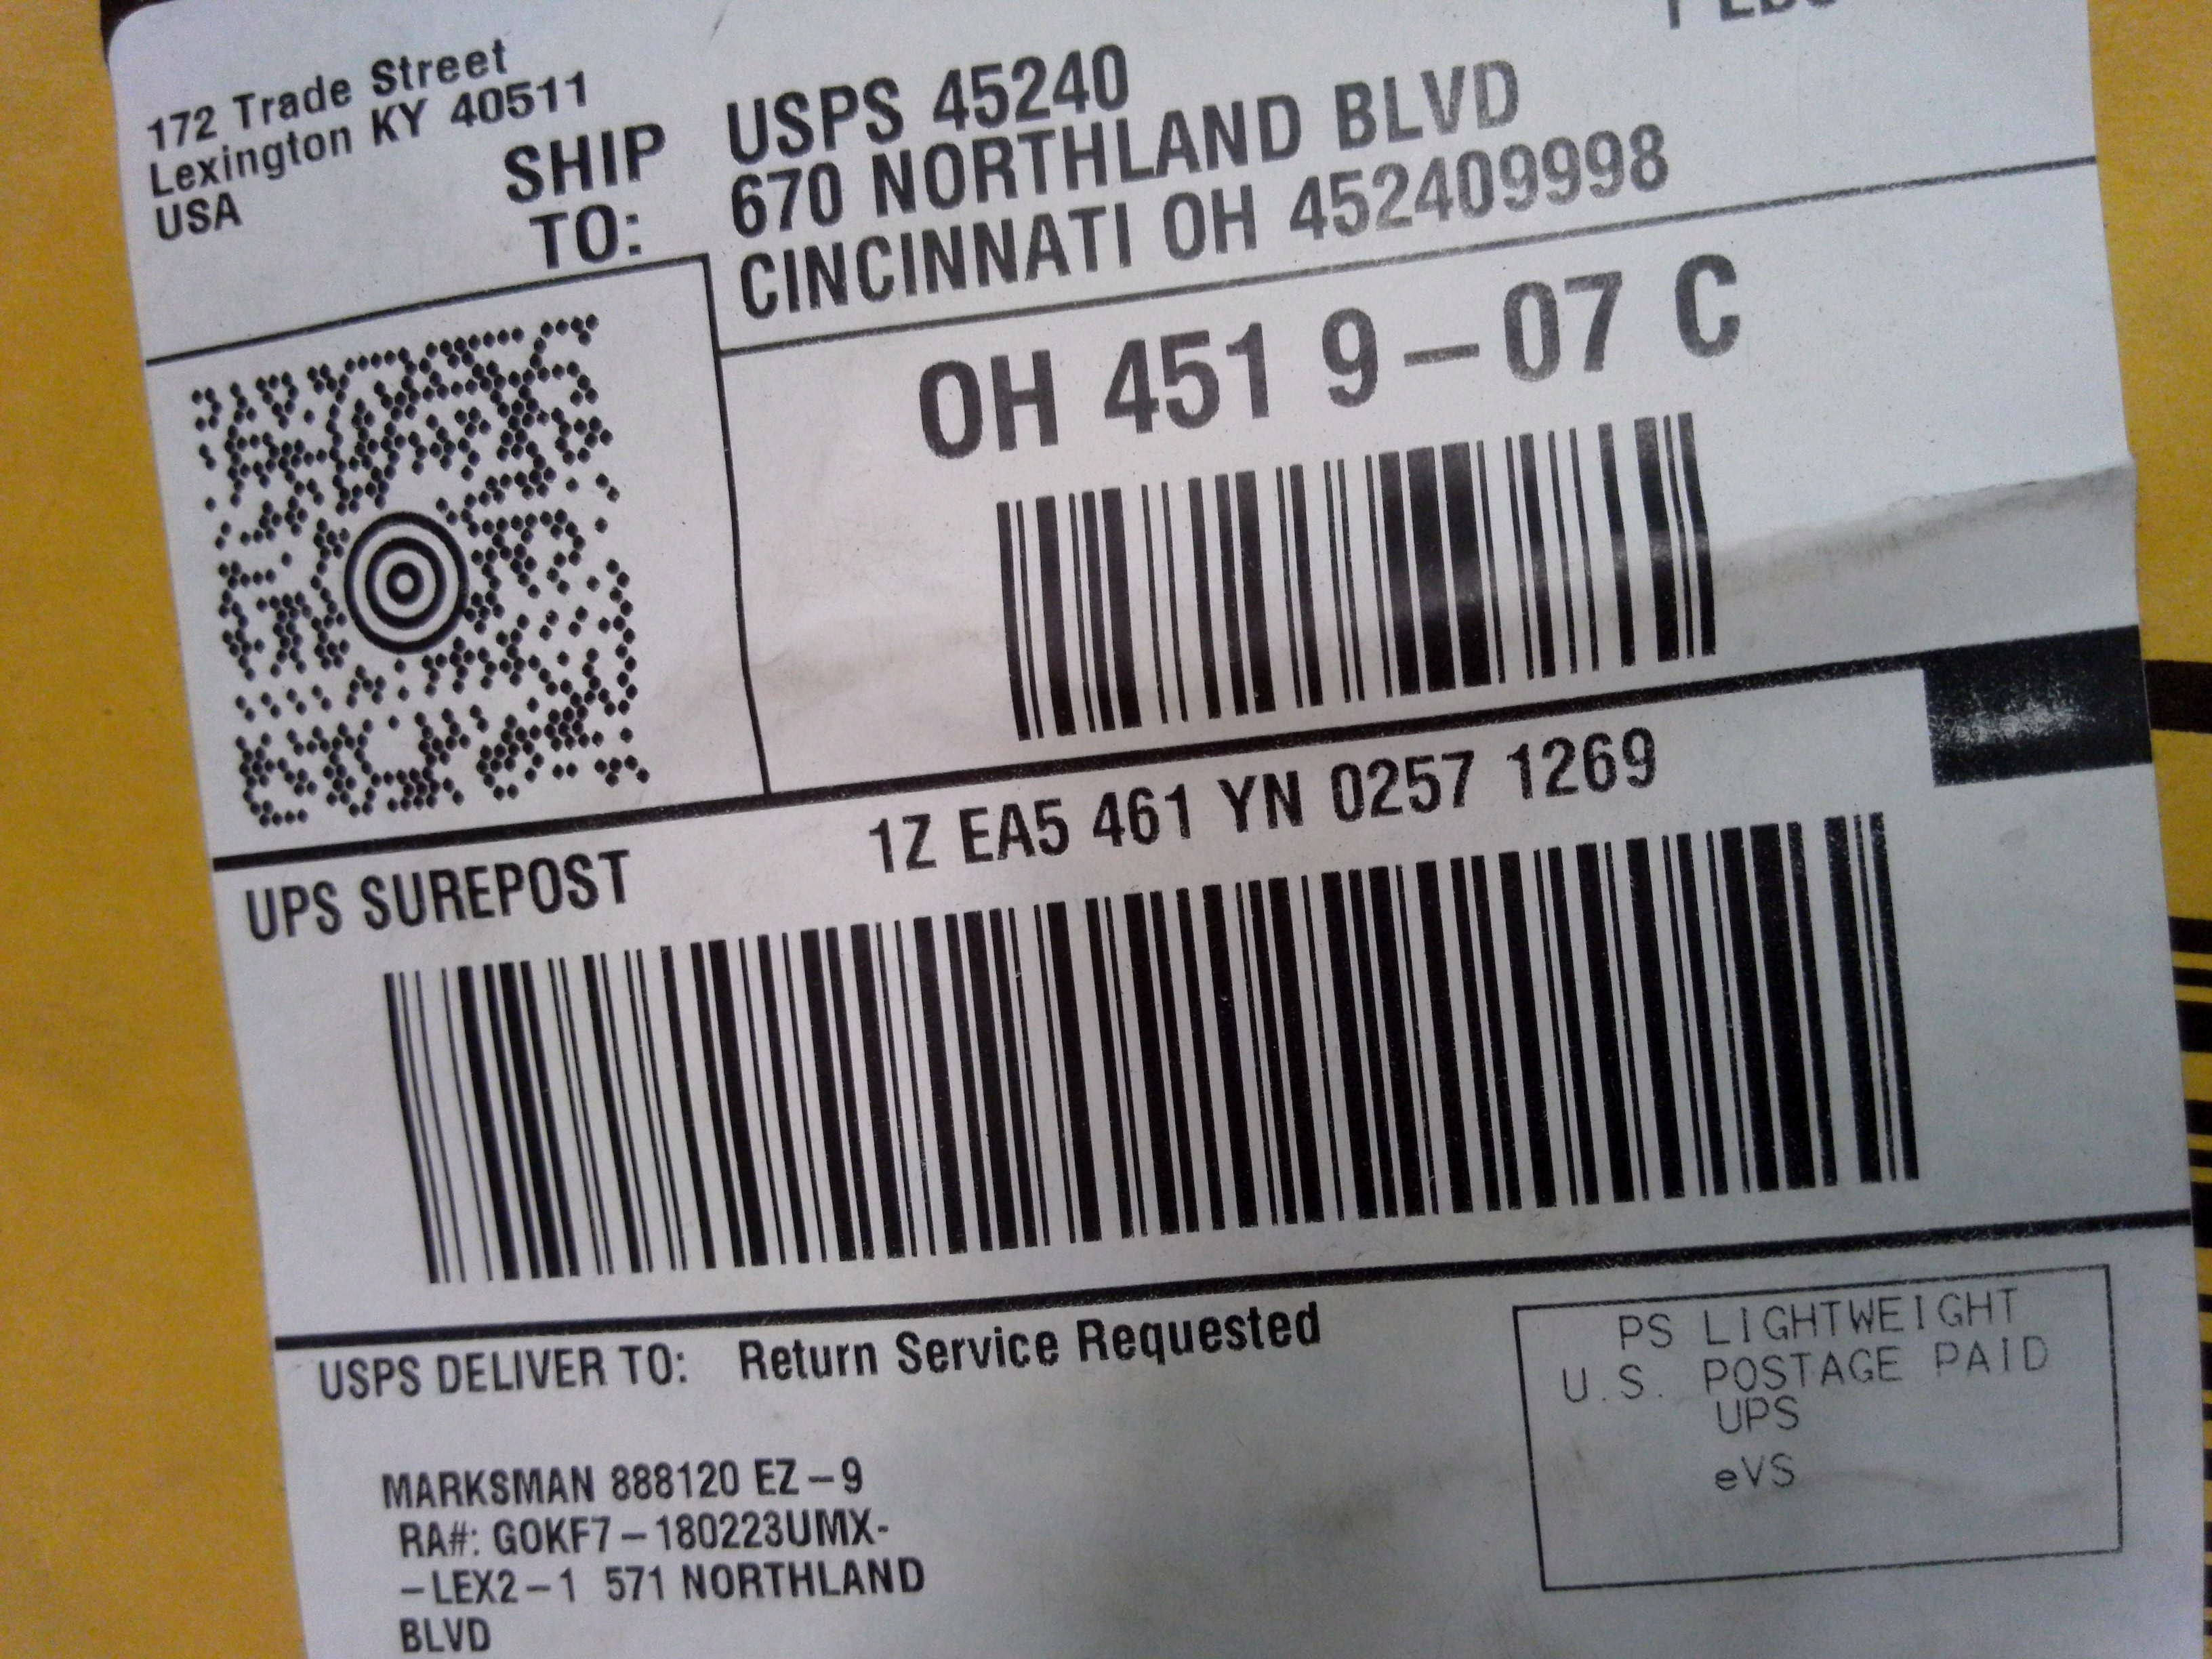 172 Trade Street
Lexington KY 40511
USA
SHIP
TO:
USPS 45240
670 NORTHLAND BLVD
CINCINNATI OH 452409998
OH 451 9-07 C
UPS SUREPOST
1Z EA5 461 YN 0257 1269
USPS DELIVER TO: Return Service Requested
MARKSMAN 888120 EZ-9
RA#: GOKF7-180223UMX-
-LEX2-1 571 NORTHLAND
BLVD
PS LIGHTWEIGHT
U.S. POSTAGE PAID
UPS
eVS